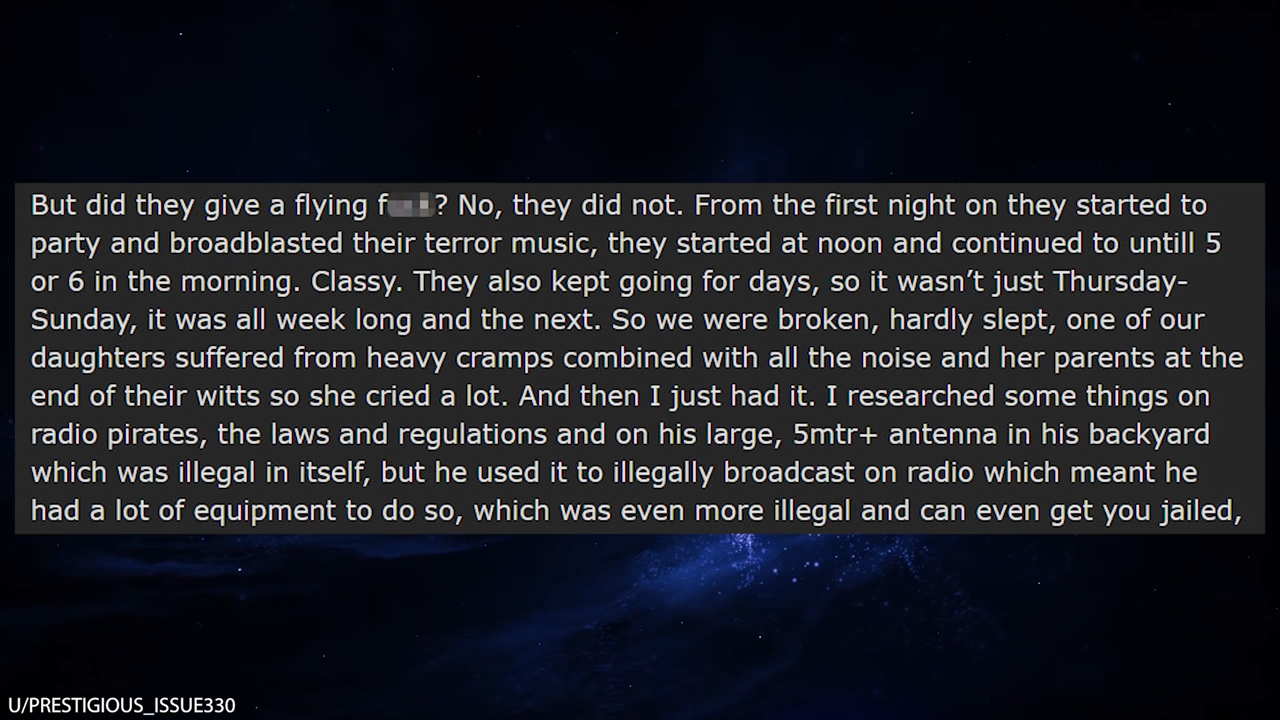 But did they give a flying f? No, they did not. From the first night on they started to
party and broadblasted their terror music, they started at noon and continued to untill 5
or 6 in the morning. Classy. They also kept going for days, so it wasn’t just Thursday-
Sunday, it was all week long and the next. So we were broken, hardly slept, one of our
daughters suffered from heavy cramps combined with all the noise and her parents at the
end of their witts so she cried a lot. And then I just had it. I researched some things on
radio pirates, the laws and regulations and on his large, 5mtr+ antenna in his backyard
which was illegal in itself, but he used it to illegally broadcast on radio which meant he
had a lot of equipment to do so, which was even more illegal and can even get you jailed,
U/PRESTIGIOUS_ISSUE330